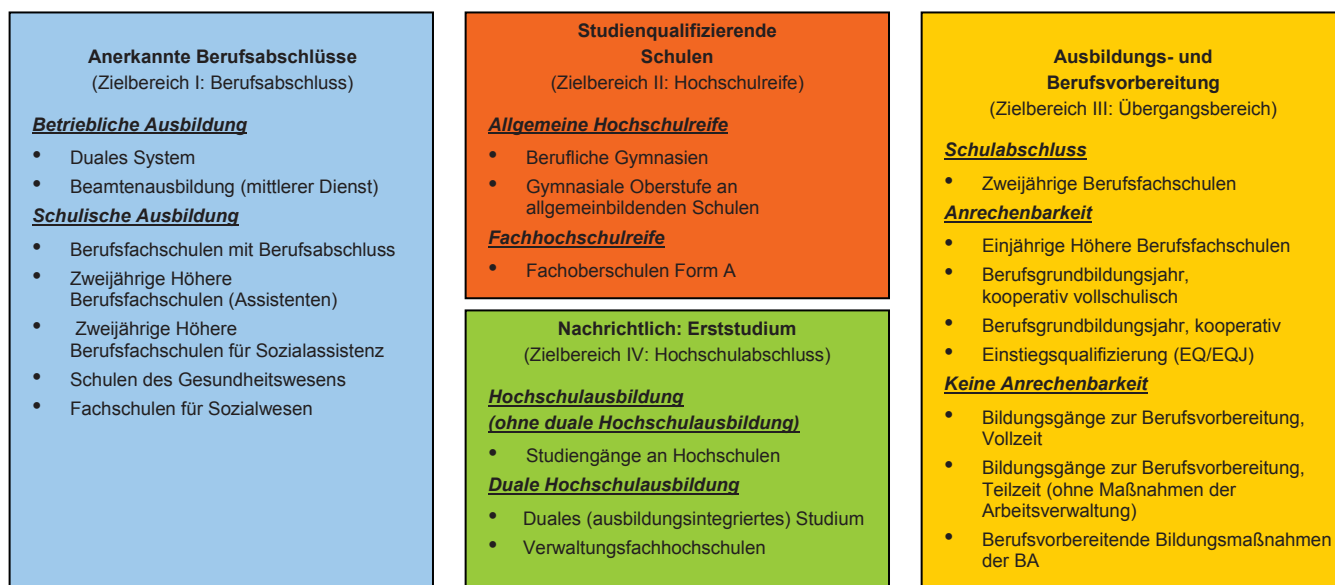 Anerkannte Berufsabschlüsse
(Zielbereich I: Berufsabschluss)
Betriebliche Ausbildung
• Duales System
• Beamtenausbildung (mittlerer Dienst)
Schulische Ausbildung
• Berufsfachschulen mit Berufsabschluss
• Zweijährige Höhere
Berufsfachschulen (Assistenten)
• Zweijährige Höhere
Berufsfachschulen für Sozialassistenz
• Schulen des Gesundheitswesens
• Fachschulen für Sozialwesen
Studienqualifizierende
Schulen
(Zielbereich II: Hochschulreife)
Allgemeine Hochschulreife
• Berufliche Gymnasien
• Gymnasiale Oberstufe an
allgemeinbildenden Schulen
Fachhochschulreife
• Fachoberschulen Form A
Nachrichtlich: Erststudium
(Zielbereich IV: Hochschulabschluss)
Hochschulausbildung
(ohne duale Hochschulausbildung)
• Studiengänge an Hochschulen
Duale Hochschulausbildung
• Duales (ausbildungsintegriertes) Studium
• Verwaltungsfachhochschulen
Ausbildungs- und
Berufsvorbereitung
(Zielbereich III: Übergangsbereich)
Schulabschluss
• Zweijährige Berufsfachschulen
Anrechenbarkeit
• Einjährige Höhere Berufsfachschulen
• Berufsgrundbildungsjahr,
kooperativ vollschulisch
• Berufsgrundbildungsjahr, kooperativ
• Einstiegsqualifizierung (EQ/EQJ)
Keine Anrechenbarkeit
• Bildungsgänge zur Berufsvorbereitung,
Vollzeit
• Bildungsgänge zur Berufsvorbereitung,
Teilzeit (ohne Maßnahmen der
Arbeitsverwaltung)
• Berufsvorbereitende Bildungsmaßnahmen
der BA